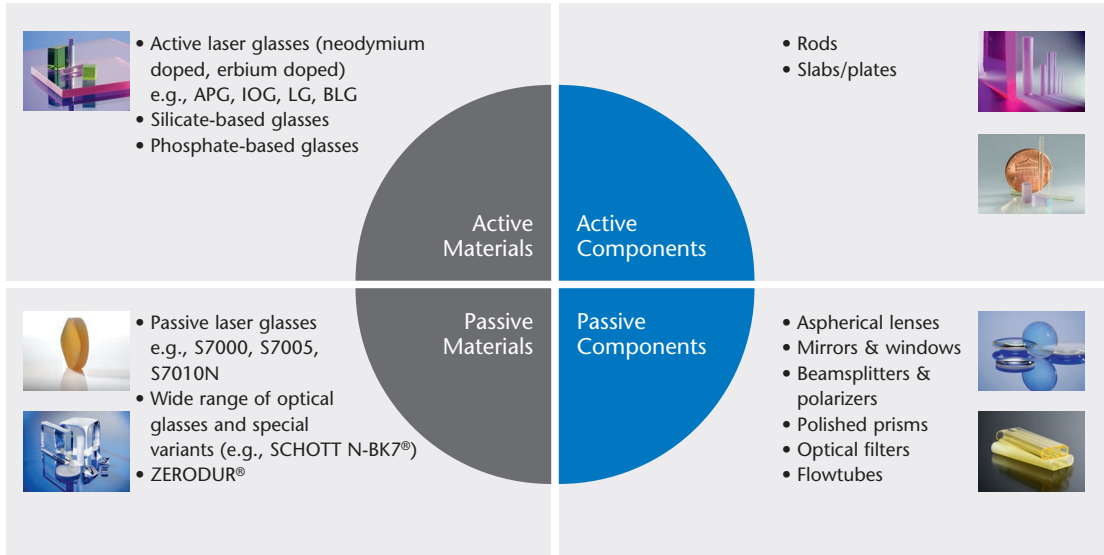 • Active laser glasses (neodymium
doped, erbium doped)
e.g., APG, IOG, LG, BLG
• Silicate-based glasses
• Phosphate-based glasses
Active
Materials
Active
Components
• Rods
• Slabs/plates
• Passive laser glasses
e.g., S7000, S7005,
S7010N
• Wide range of optical
glasses and special
variants (e.g., SCHOTT N-BK7®)
• ZERODUR®
Passive
Materials
Passive
Components
• Aspherical lenses
• Mirrors & windows
• Beamsplitters &
polarizers
• Polished prisms
• Optical filters
• Flowtubes